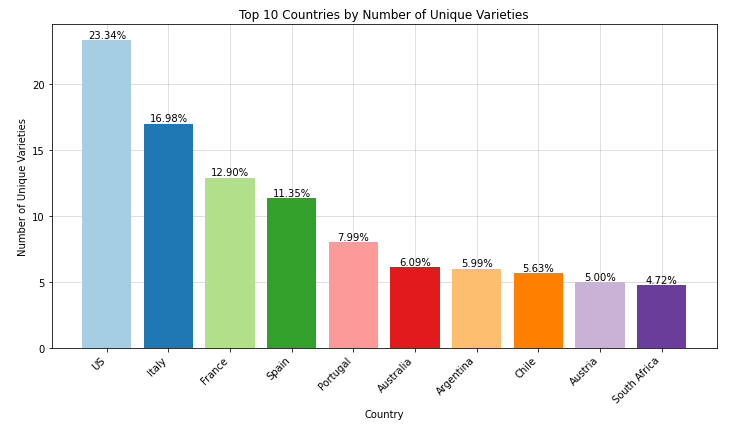 Top 10 Countries by Number of Unique Varieties
Number of Unique Varieties
20
15
10
5
0
23.34%
16.98%
12.90%
11.35%
7.99%
6.09%
5.99%
5.63%
5.00%
4.72%
US
Italy
France
Spain
Portugal
Australia
Argentina
Chile
Austria
South Africa
Country